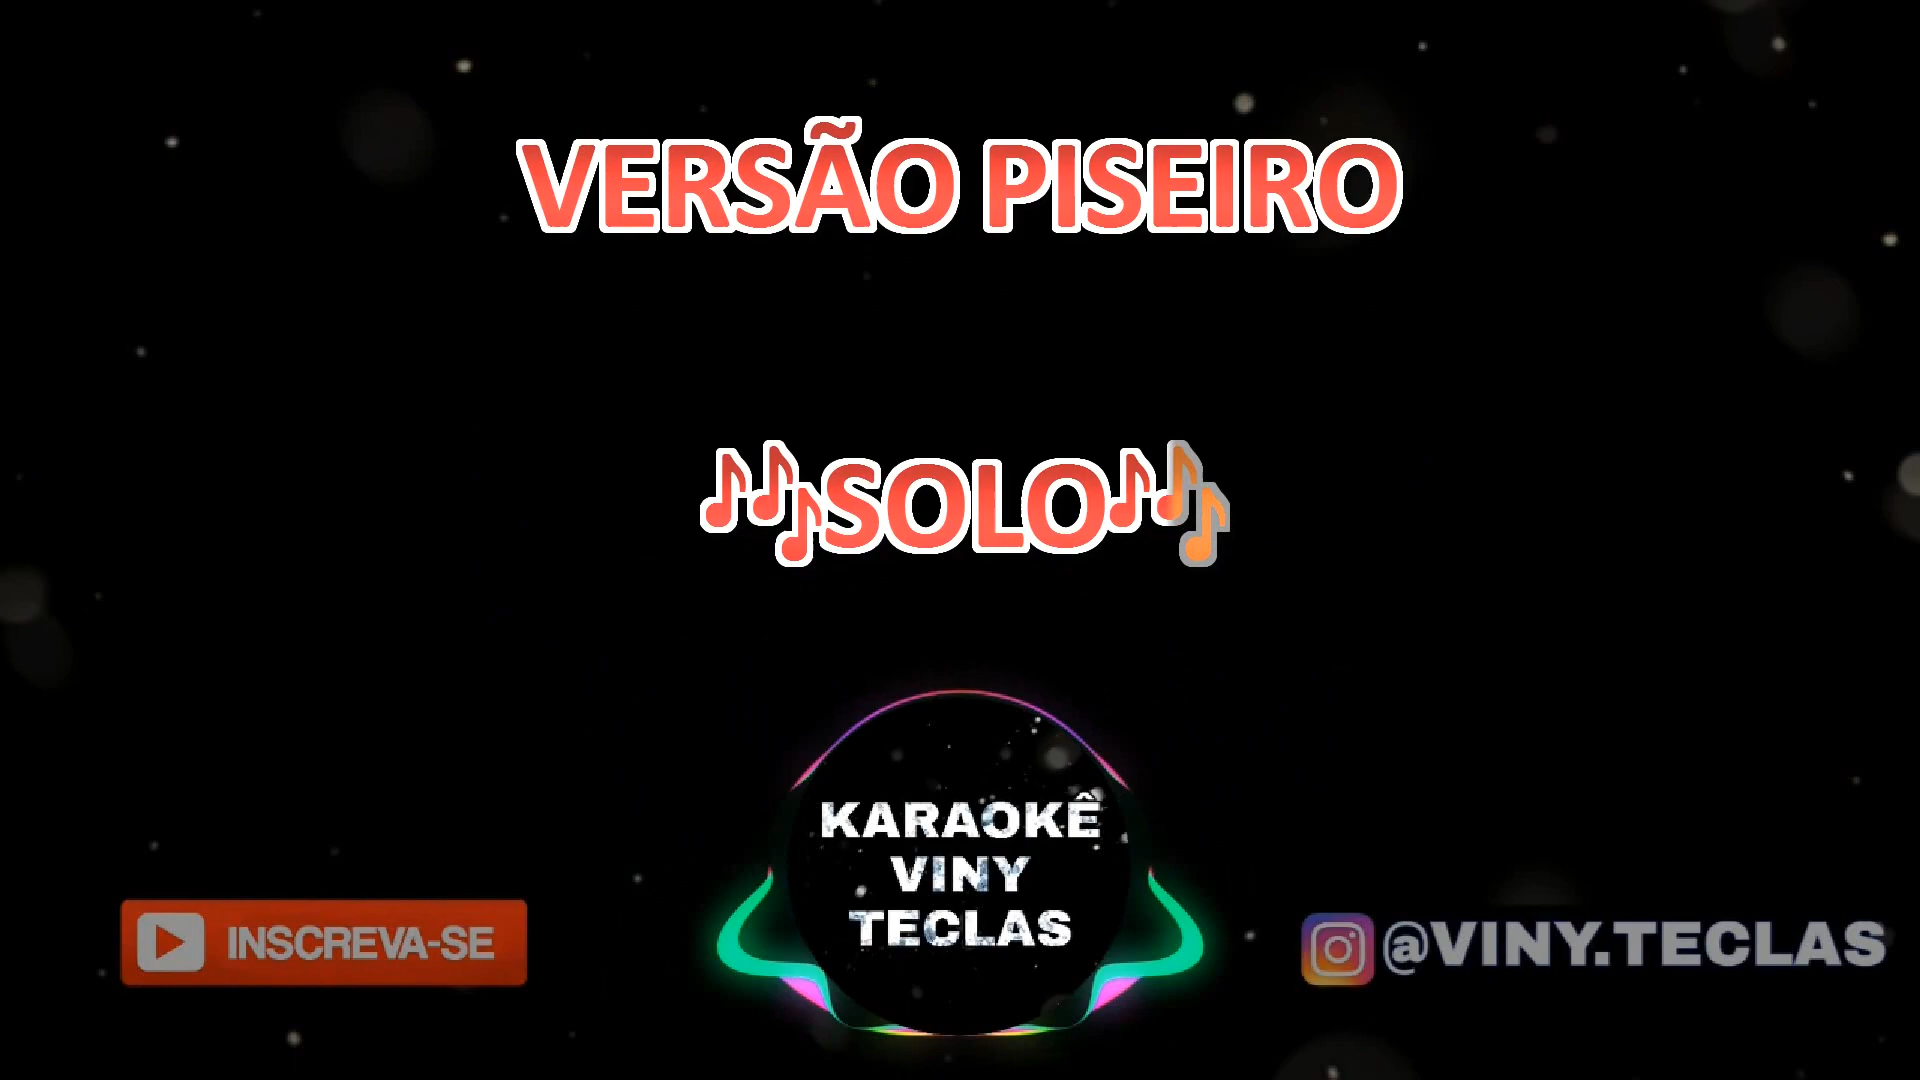 VERSÃO PISEIRO
🎶SOLO🎶
KARAOKÊ
VINY
TECLAS
INSCREVA-SE
@VINY.TECLAS